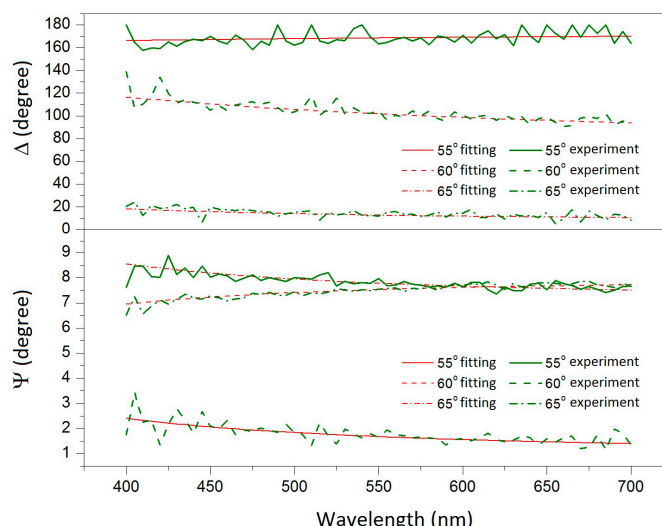 180
160
140
120
100
80
60
40
20
0
Δ (degree)
55° fitting 55° experiment
60° fitting 60° experiment
65° fitting 65° experiment
9
8
7
6
5
4
3
2
1
Ψ (degree)
55° fitting 55° experiment
60° fitting 60° experiment
65° fitting 65° experiment
400 450 500 550 600 650 700
Wavelength (nm)